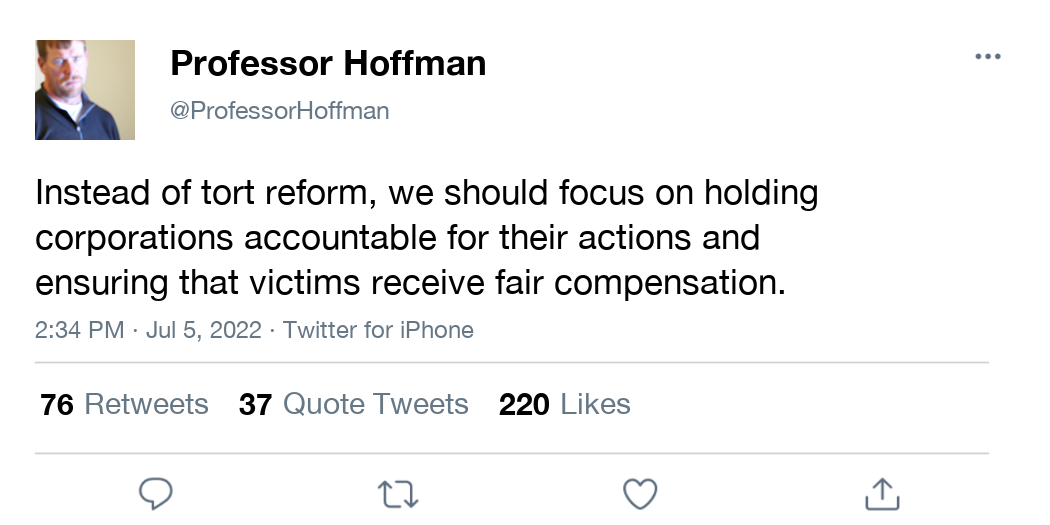 Professor Hoffman
@ProfessorHoffman
Instead of tort reform, we should focus on holding
corporations accountable for their actions and
ensuring that victims receive fair compensation.
2:34 PM · Jul 5, 2022 · Twitter for iPhone
76 Retweets 37 Quote Tweets 220 Likes